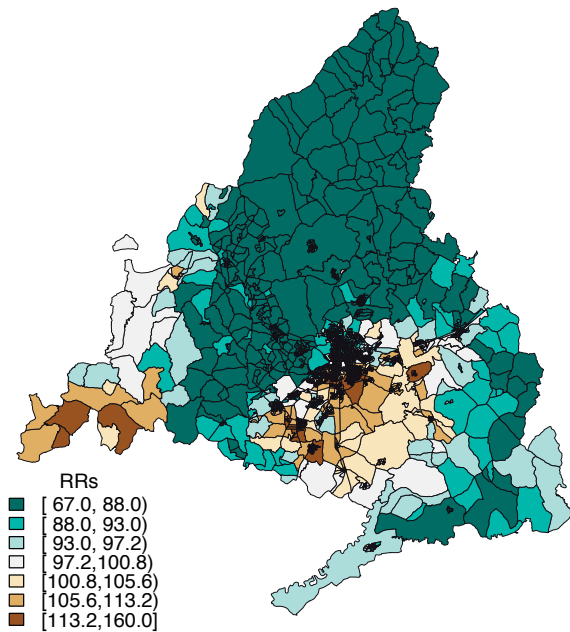 RRs
[ 67.0, 88.0)
[ 88.0, 93.0)
[ 93.0, 97.2)
[ 97.2,100.8)
[100.8,105.6)
[105.6,113.2)
[113.2,160.0]